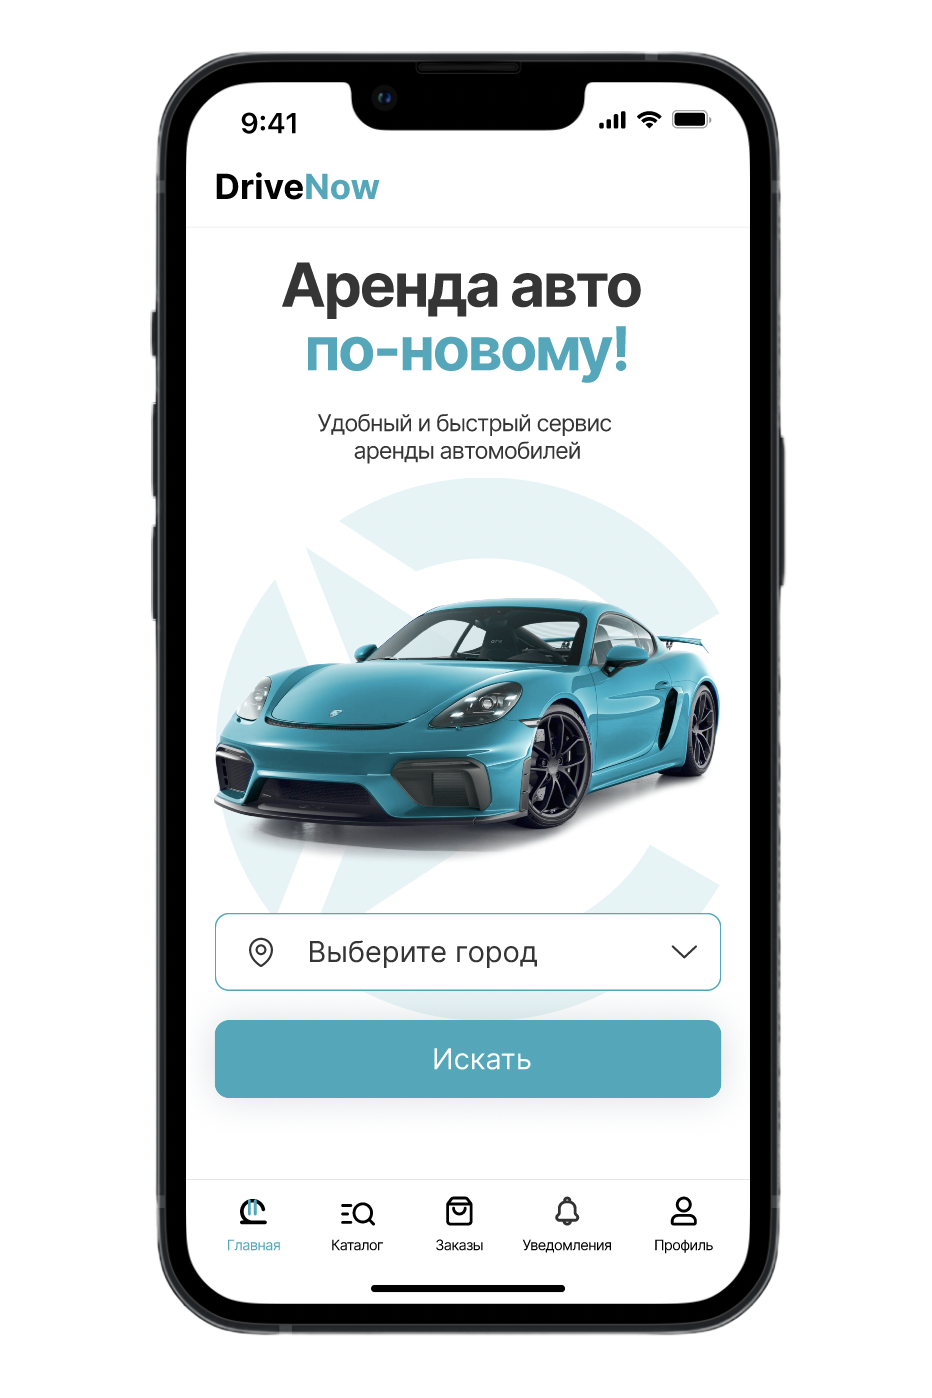 9:41
DriveNow
Аренда авто
по-новому!
Удобный и быстрый сервис
аренды автомобилей
Выберите город
Искать
Главная Каталог Заказы Уведомления Профиль